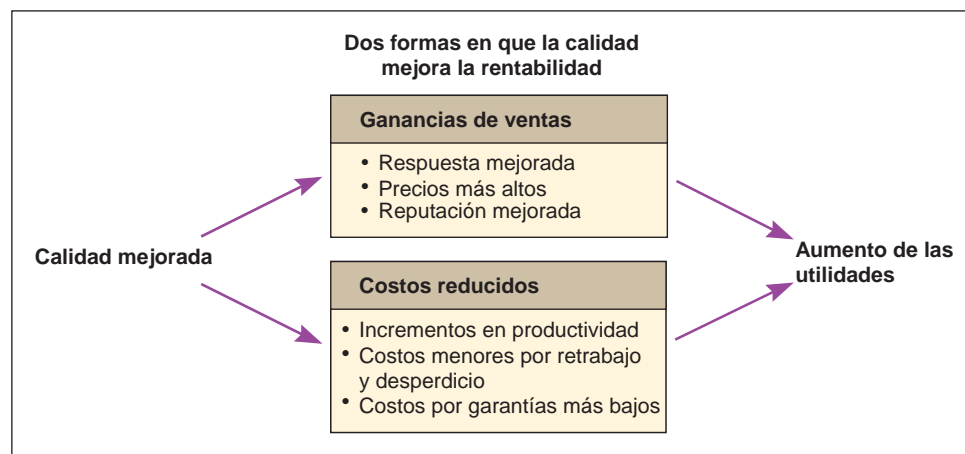 Dos formas en que la calidad
mejora la rentabilidad
Ganancias de ventas
• Respuesta mejorada
• Precios más altos
• Reputación mejorada
Calidad mejorada
Costos reducidos
• Incrementos en productividad
• Costos menores por retrabajo
y desperdicio
• Costos por garantías más bajos
Aumento de las
utilidades